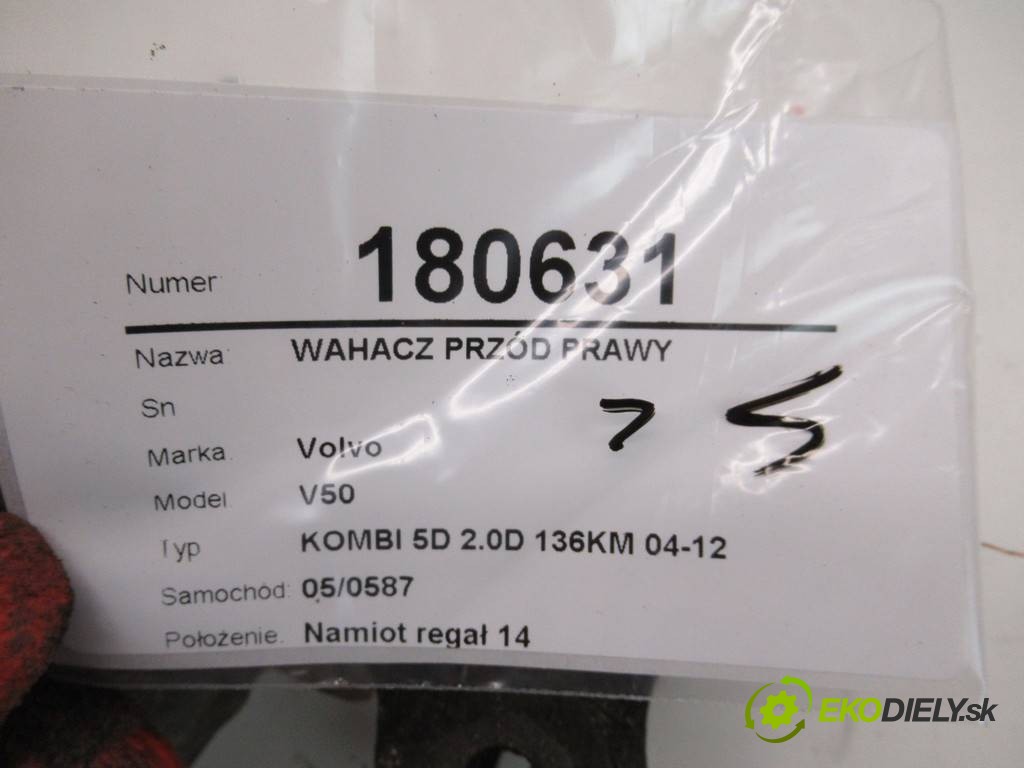 Numer 180631
Nazwa: WAHACZ PRZÓD PRAWY
Sn
Marka. Volvo
Model. V50
Typ KOMBI 5D 2.0D 136KM 04-12
Samochód: 05/0587
Położenie. Namiot regał 14
EKODIELY.sk